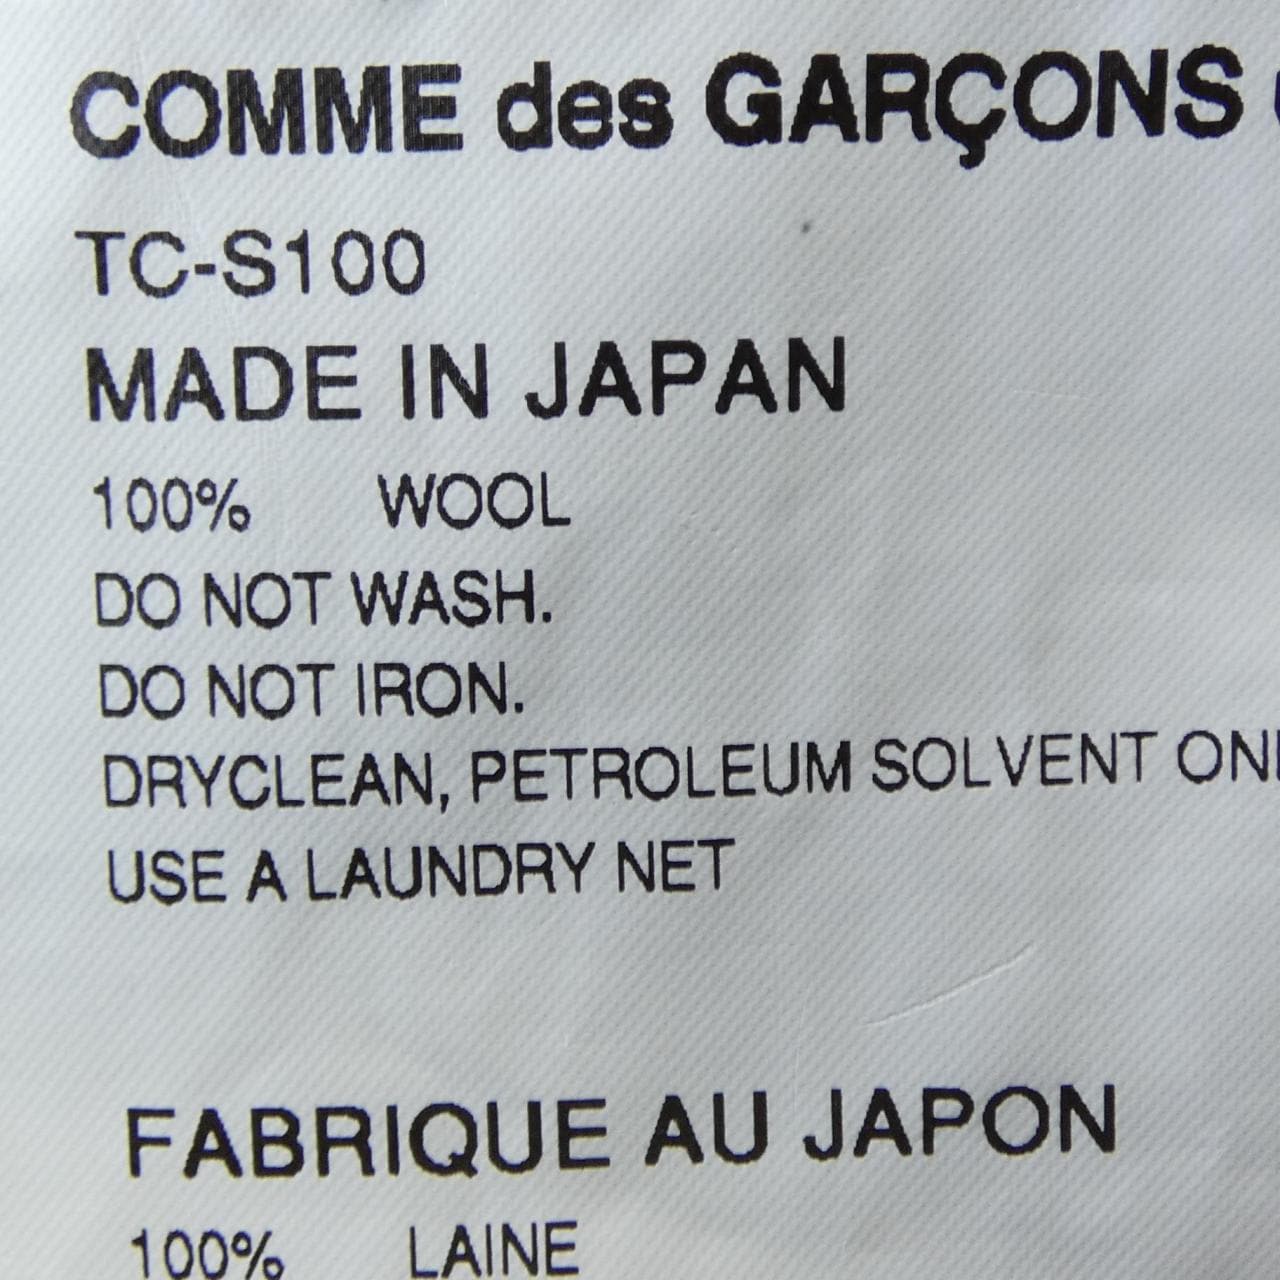 COMME des GARÇONS
TC-S100
MADE IN JAPAN
100% WOOL
DO NOT WASH.
DO NOT IRON.
DRYCLEAN, PETROLEUM SOLVENT
USE A LAUNDRY NET
FABRIQUE AU JAPON
100% LAINE